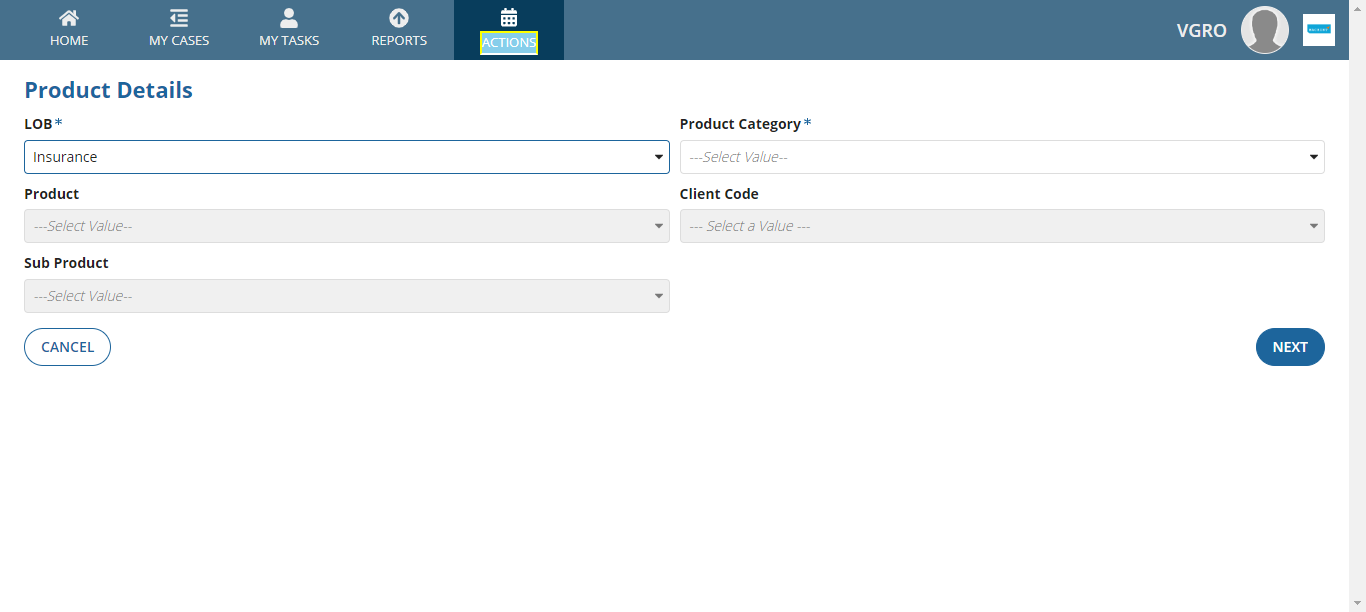 HOME
MY CASES
MY TASKS
REPORTS
ACTIONS
VGRO
Product Details
LOB*
Product Category*
Insurance
---Select Value--
Product
Client Code
---Select Value--
--- Select a Value ---
Sub Product
---Select Value--
CANCEL
NEXT